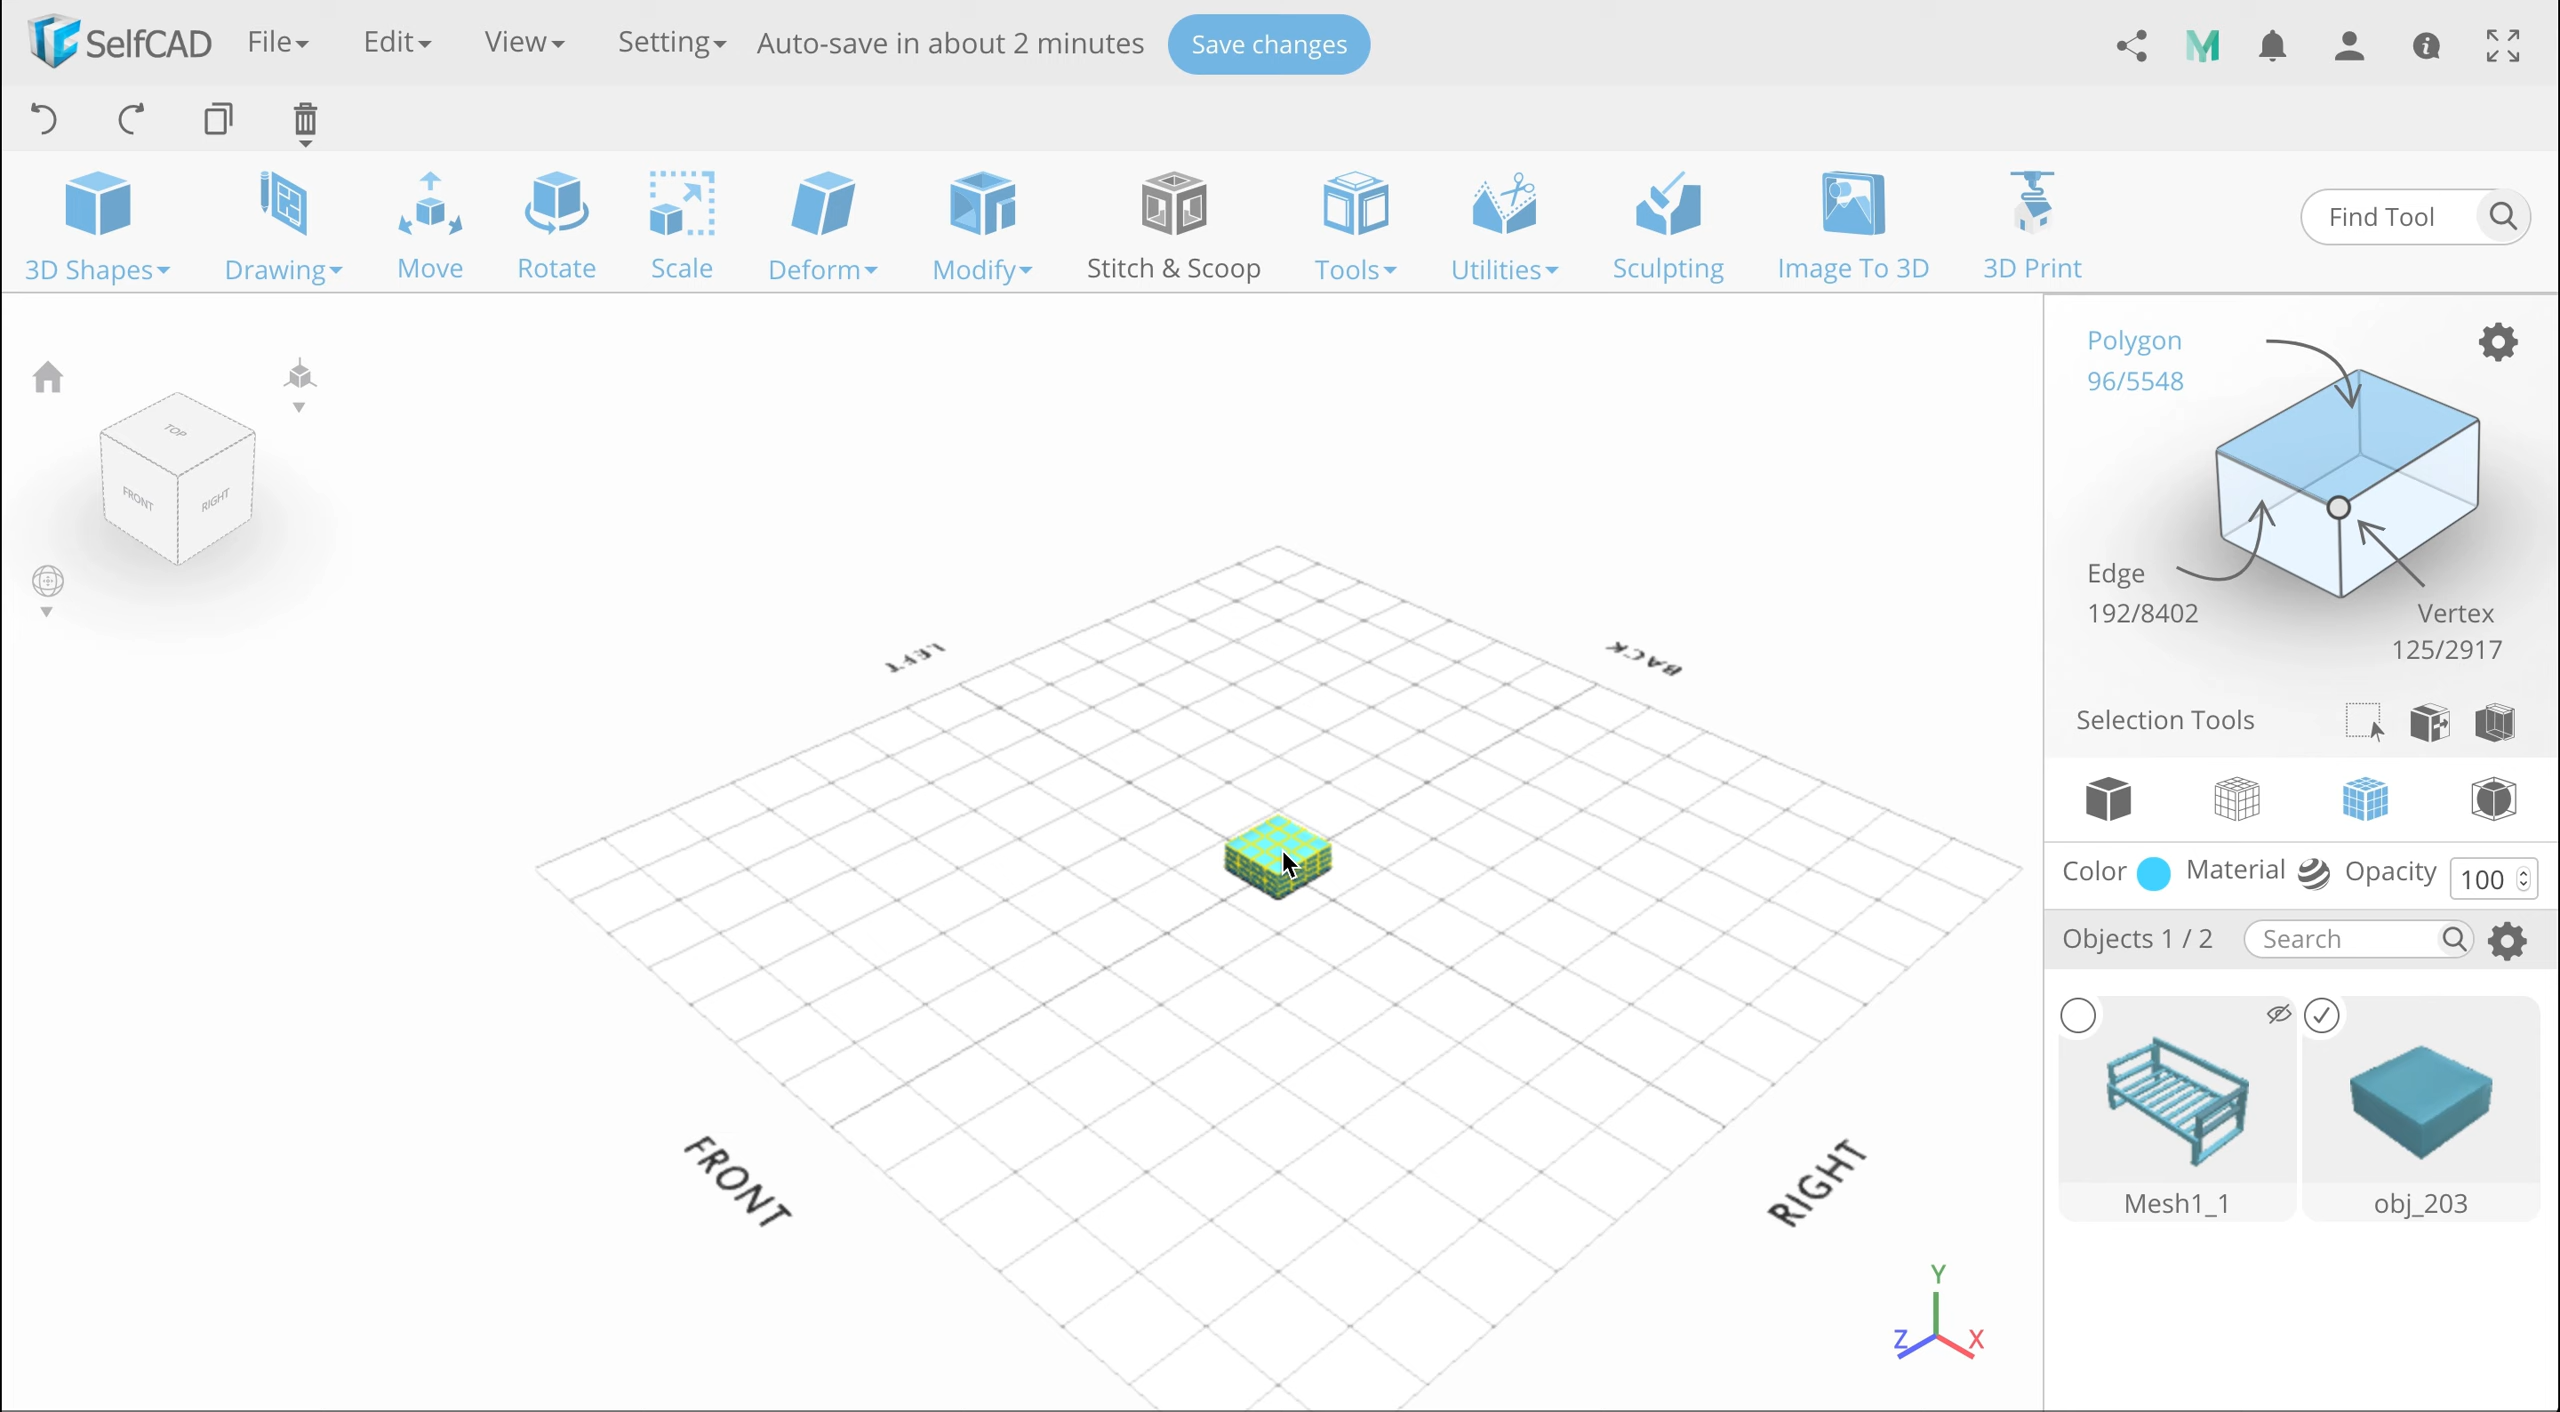 SelfCAD File Edit View Setting Auto-save in about 2 minutes Save changes
3D Shapes Drawing Move Rotate Scale Deform Modify Stitch & Scoop Tools Utilities Sculpting Image To 3D 3D Print Find Tool
TOP
FRONT RIGHT
LEFT BACK
FRONT RIGHT
Y
Z X
Polygon
96/5548
Edge
192/8402
Vertex
125/2917
Selection Tools
Color Material Opacity 100
Objects 1 / 2 Search
Mesh1_1 obj_203